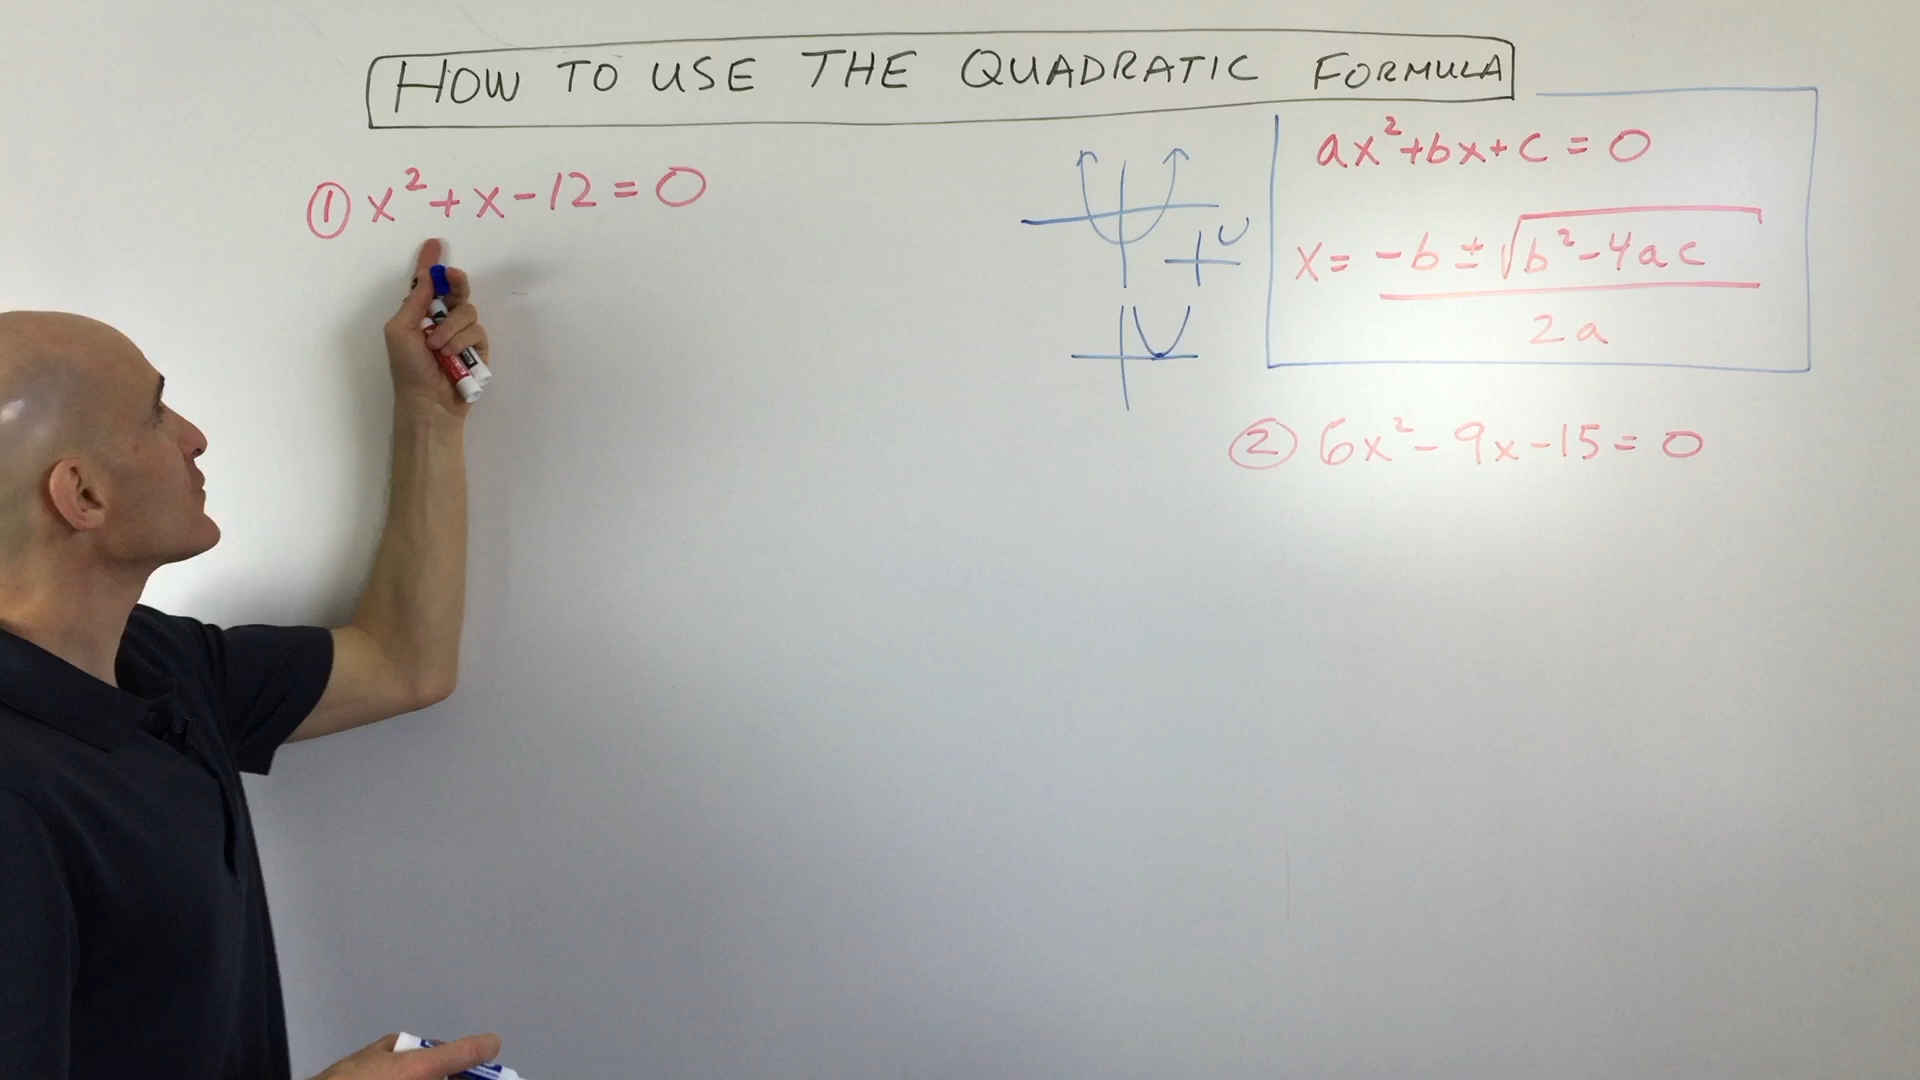 HOW TO USE THE QUADRATIC FORMULA
① x² + x - 12 = 0
ax² + bx + c = 0
x = -b ± √b² - 4ac
2a
② 6x² - 9x - 15 = 0